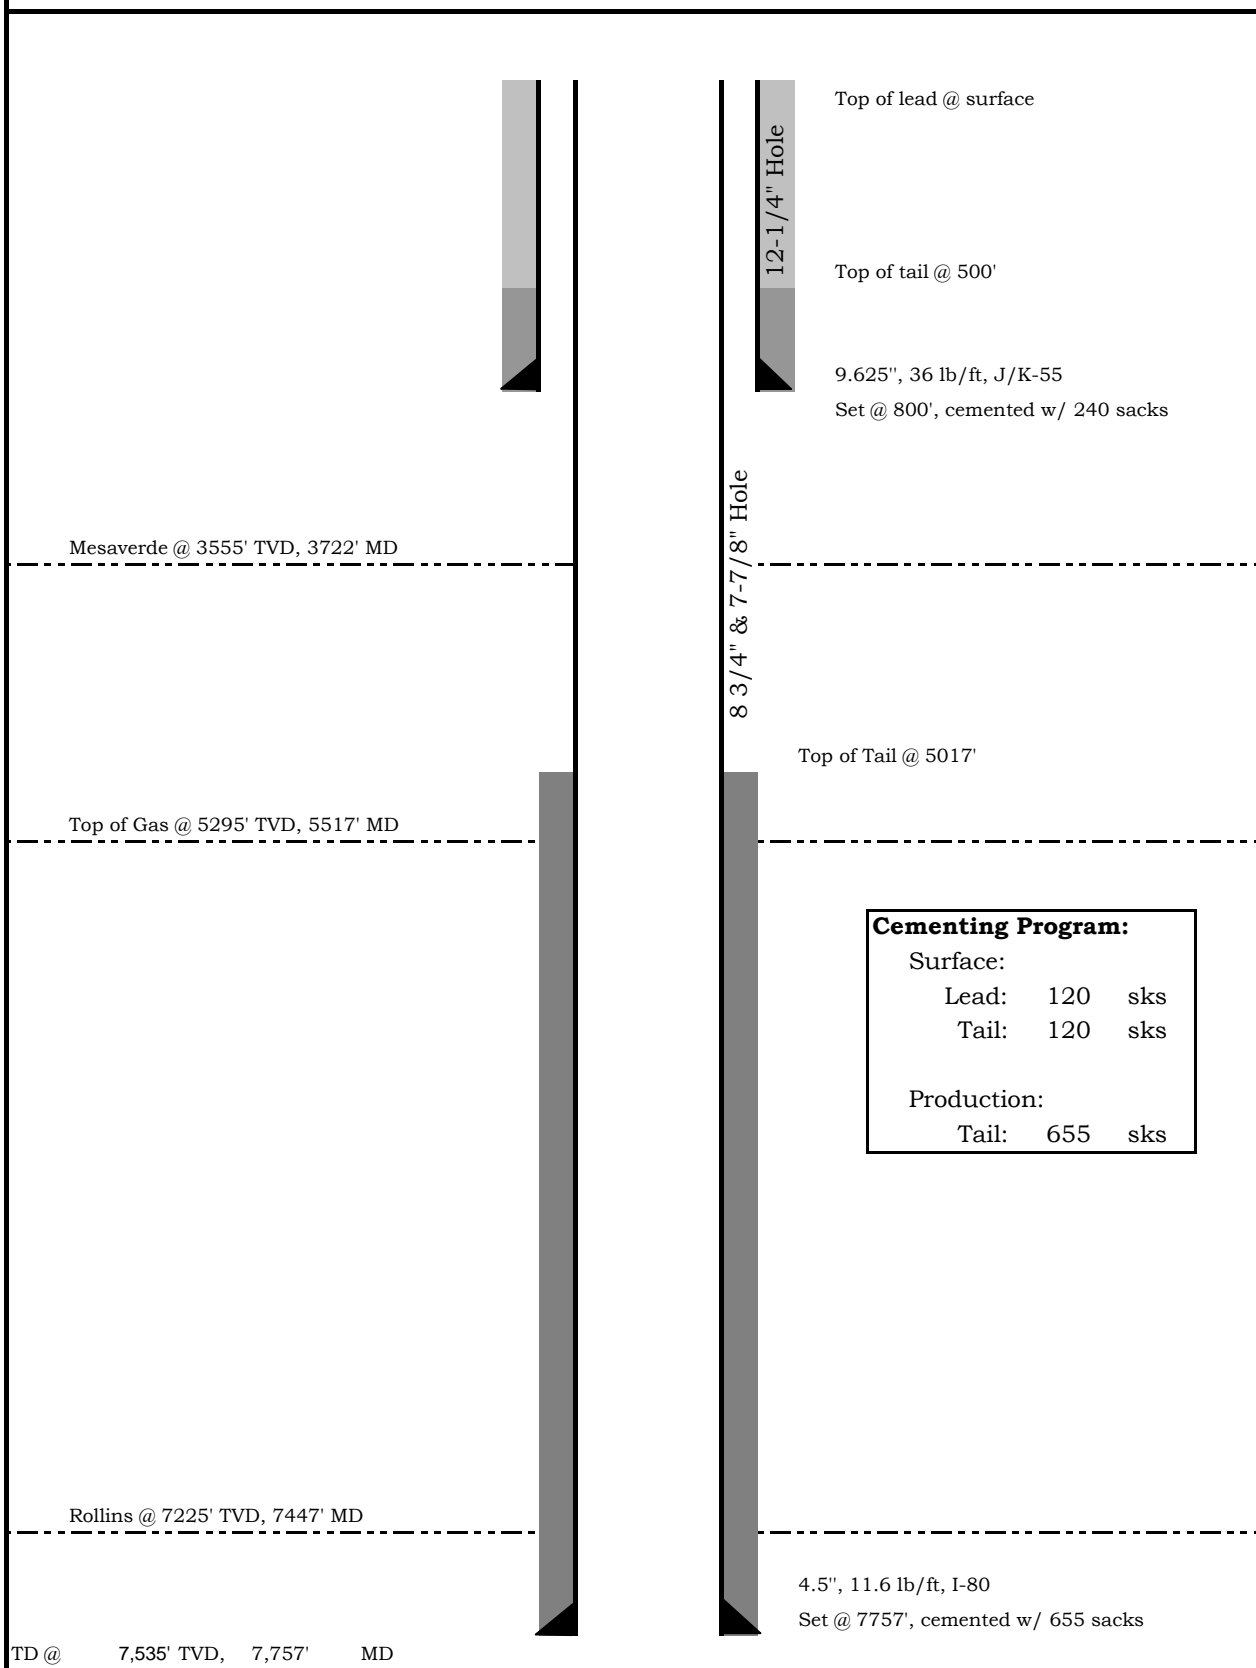 Top of lead @ surface
12-1/4" Hole
Top of tail @ 500'
9.625", 36 lb/ft, J/K-55
Set @ 800', cemented w/ 240 sacks
8 3/4" & 7-7/8" Hole
Mesaverde @ 3555' TVD, 3722' MD
Top of Tail @ 5017'
Top of Gas @ 5295' TVD, 5517' MD
Cementing Program:
Surface:
Lead: 120 sks
Tail: 120 sks
Production:
Tail: 655 sks
Rollins @ 7225' TVD, 7447' MD
4.5", 11.6 lb/ft, I-80
Set @ 7757', cemented w/ 655 sacks
TD @ 7,535' TVD, 7,757' MD